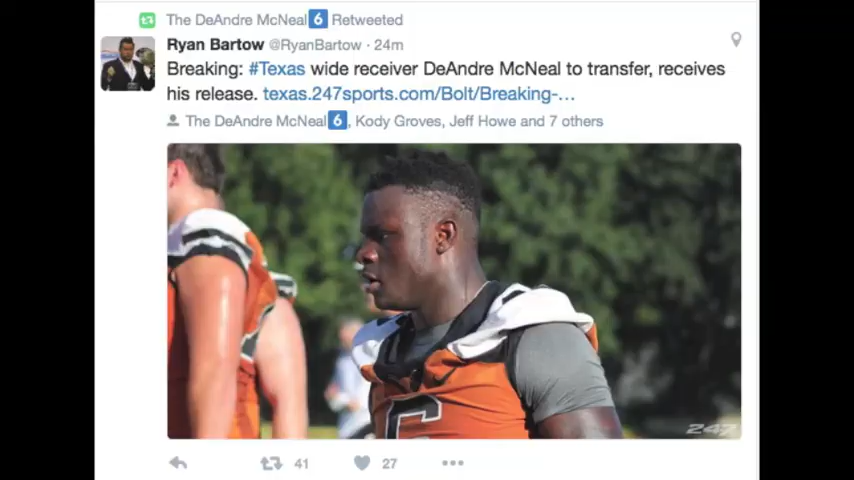 The DeAndre McNeal 6 Retweeted
Ryan Bartow @RyanBartow · 24m
Breaking: #Texas wide receiver DeAndre McNeal to transfer, receives
his release. texas.247sports.com/Bolt/Breaking-...
The DeAndre McNeal 6, Kody Groves, Jeff Howe and 7 others
6
247
41 27